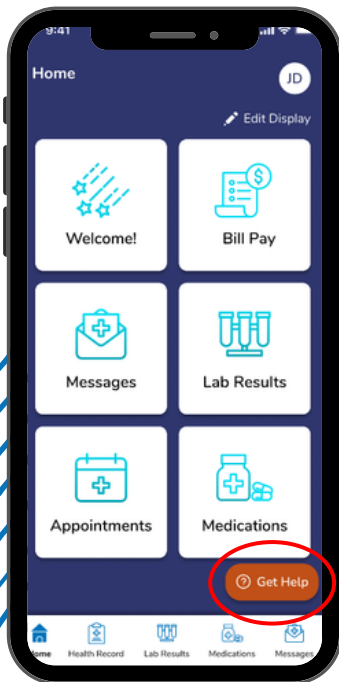 9:41
Home
JD
Edit Display
Welcome!
Bill Pay
Messages
Lab Results
Appointments
Medications
Get Help
ome
Health Record
Lab Results
Medications
Messages